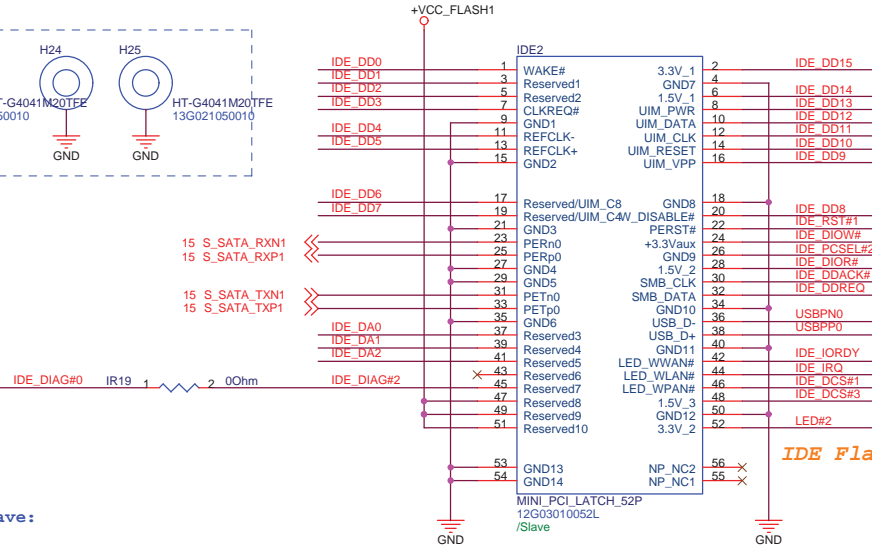 +VCC_FLASH1
H24
H25
T-G4041M20TFE
HT-G4041M20TFE
50010
13G021050010
GND
GND
IDE2
IDE_DD0 1 WAKE# 3.3V_1 2 IDE_DD15
IDE_DD1 3 Reserved1 GND7 4
IDE_DD2 5 Reserved2 1.5V_1 6 IDE_DD14
IDE_DD3 7 CLKREQ# UIM_PWR 8 IDE_DD13
9 GND1 UIM_DATA 10 IDE_DD12
IDE_DD4 11 REFCLK- UIM_CLK 12 IDE_DD11
IDE_DD5 13 REFCLK+ UIM_RESET 14 IDE_DD10
15 GND2 UIM_VPP 16 IDE_DD9
IDE_DD6 17 Reserved/UIM_C8 GND8 18
IDE_DD7 19 Reserved/UIM_C4 W_DISABLE# 20 IDE_DD8
21 GND3 PERST# 22 IDE_RST#1
15 S_SATA_RXN1 23 PERn0 +3.3Vaux 24 IDE_DIOW#
15 S_SATA_RXP1 25 PERp0 GND9 26 IDE_PCSEL#2
27 GND4 1.5V_2 28 IDE_DIOR#
29 GND5 SMB_CLK 30 IDE_DDACK#
15 S_SATA_TXN1 31 PETn0 SMB_DATA 32 IDE_DDREQ
15 S_SATA_TXP1 33 PETp0 GND10 34
35 GND6 USB_D- 36 USBPN0
IDE_DA0 37 Reserved3 USB_D+ 38 USBPP0
IDE_DA1 39 Reserved4 GND11 40
IDE_DA2 41 Reserved5 LED_WWAN# 42 IDE_IORDY
43 Reserved6 LED_WLAN# 44 IDE_IRQ
IDE_DIAG#0 IR19 1 2 0Ohm IDE_DIAG#2 45 Reserved7 LED_WPAN# 46 IDE_DCS#1
47 Reserved8 1.5V_3 48 IDE_DCS#3
49 Reserved9 GND12 50
51 Reserved10 3.3V_2 52 LED#2
IDE Fla
53 GND13 NP_NC2 56
54 GND14 NP_NC1 55
MINI_PCI_LATCH_52P
12G03010052L
/Slave
ave:
GND
GND